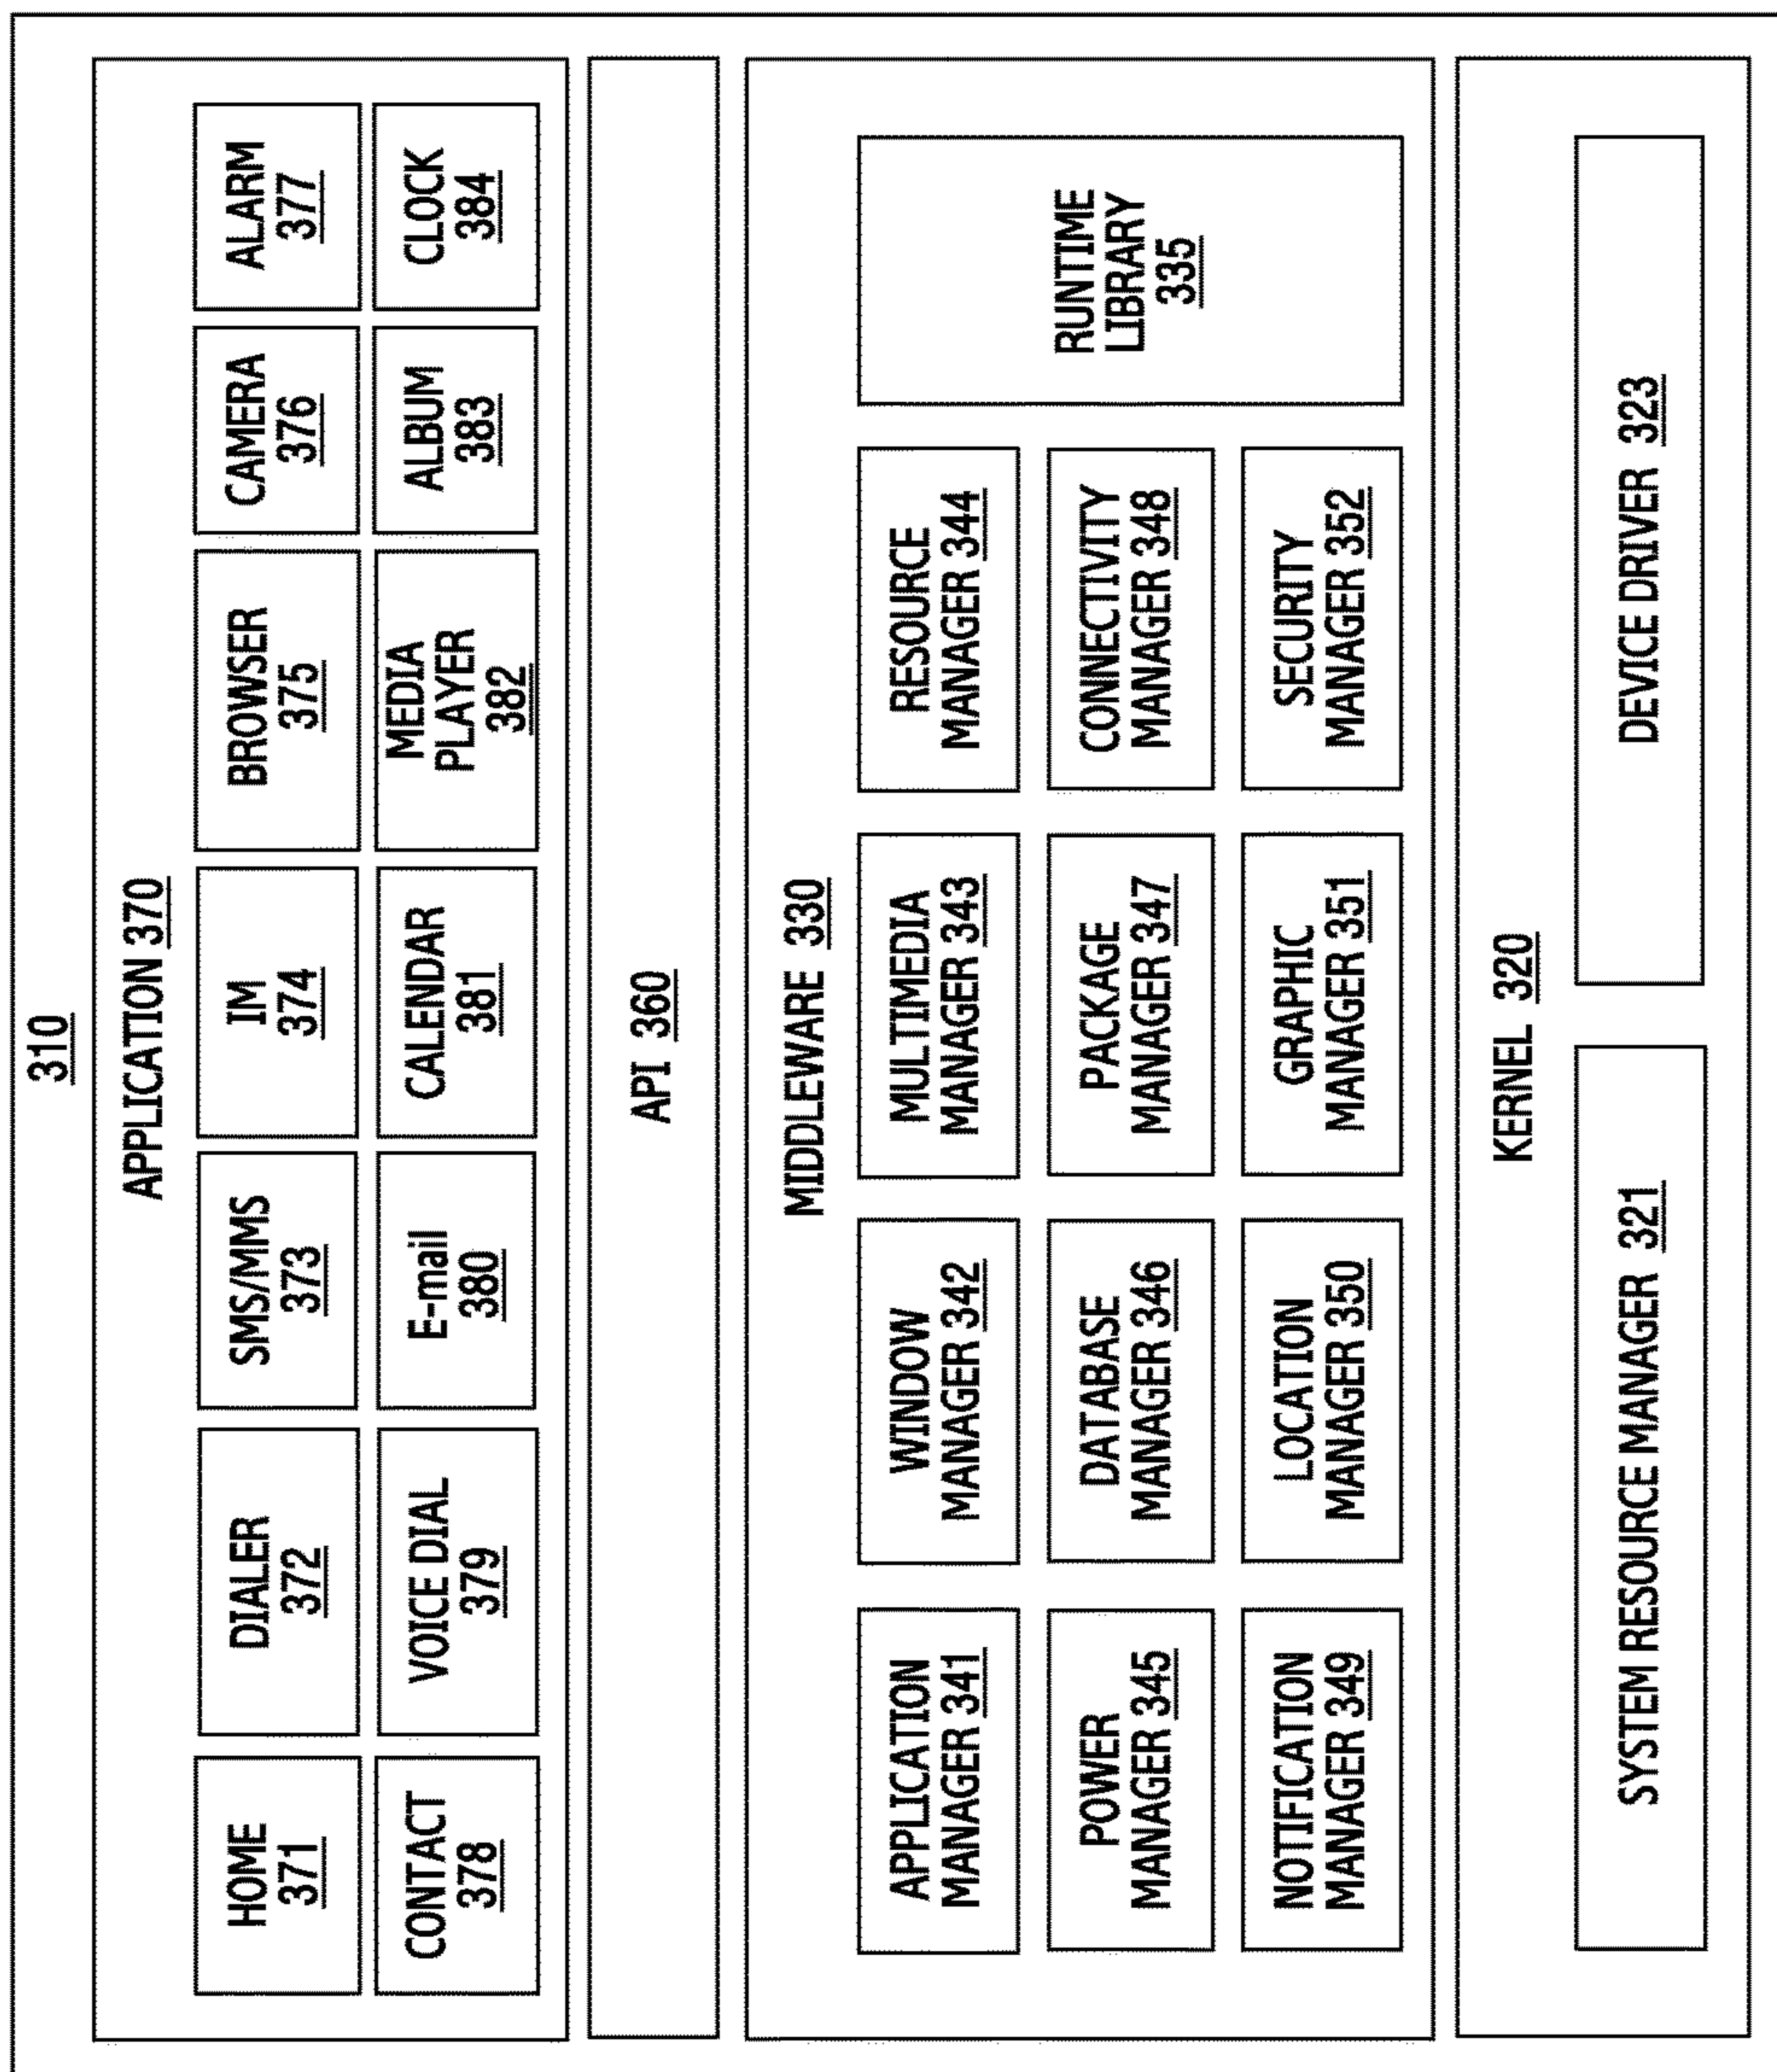 310
APPLICATION 370
HOME
371
DIALER
372
SMS/MMS
373
IM
374
BROWSER
375
CAMERA
376
ALARM
377
CONTACT
378
VOICE DIAL
379
E-mail
380
CALENDAR
381
MEDIA
PLAYER
382
ALBUM
383
CLOCK
384
API 360
MIDDLEWARE 330
APPLICATION
MANAGER 341
WINDOW
MANAGER 342
MULTIMEDIA
MANAGER 343
RESOURCE
MANAGER 344
POWER
MANAGER 345
DATABASE
MANAGER 346
PACKAGE
MANAGER 347
CONNECTIVITY
MANAGER 348
NOTIFICATION
MANAGER 349
LOCATION
MANAGER 350
GRAPHIC
MANAGER 351
SECURITY
MANAGER 352
RUNTIME
LIBRARY
335
KERNEL 320
SYSTEM RESOURCE MANAGER 321
DEVICE DRIVER 323